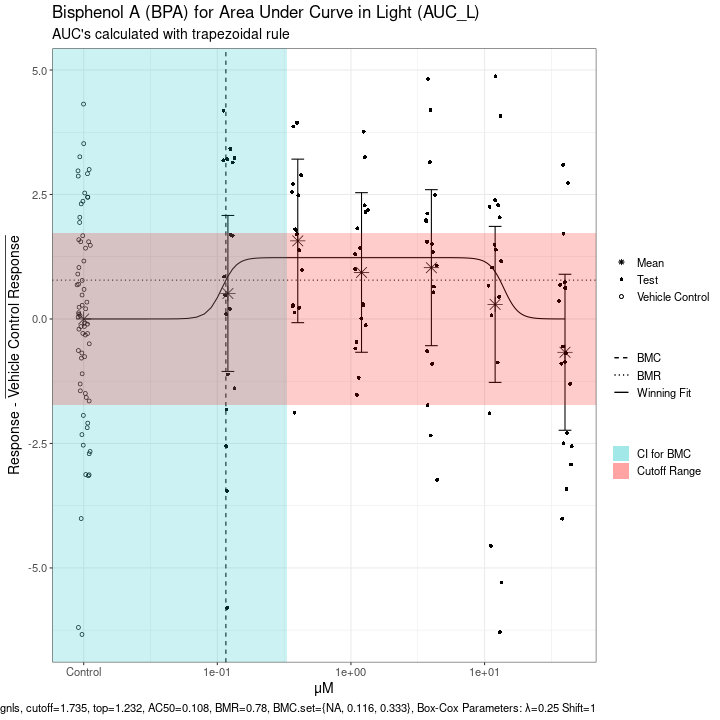 Bisphenol A (BPA) for Area Under Curve in Light (AUC_L)
AUC's calculated with trapezoidal rule
Response - Vehicle Control Response
5.0
2.5
0.0
-2.5
-5.0
Control
1e-01
1e+00
1e+01
μM
Mean
Test
Vehicle Control
BMC
BMR
Winning Fit
CI for BMC
Cutoff Range
gnls, cutoff=1.735, top=1.232, AC50=0.108, BMR=0.78, BMC.set={NA, 0.116, 0.333}, Box-Cox Parameters: λ=0.25 Shift=1